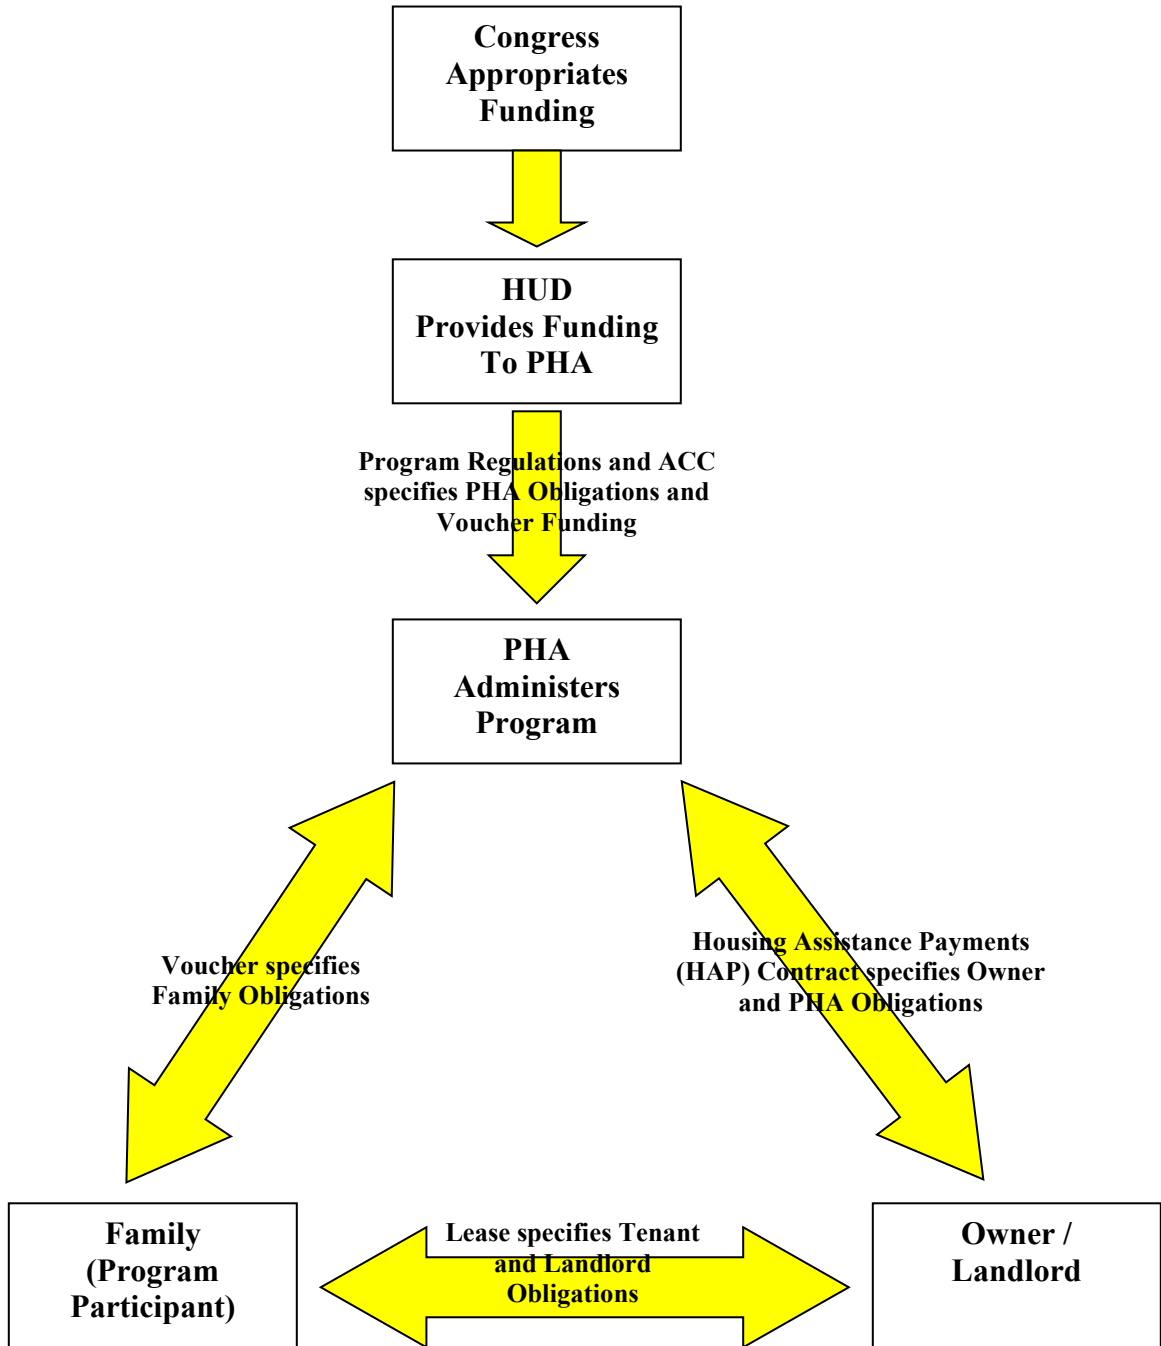 Congress
Appropriates
Funding
HUD
Provides Funding
To PHA
Program Regulations and ACC
specifies PHA Obligations and
Voucher Funding
PHA
Administers
Program
Voucher specifies
Family Obligations
Housing Assistance Payments
(HAP) Contract specifies Owner
and PHA Obligations
Family
(Program
Participant)
Lease specifies Tenant
and Landlord
Obligations
Owner /
Landlord